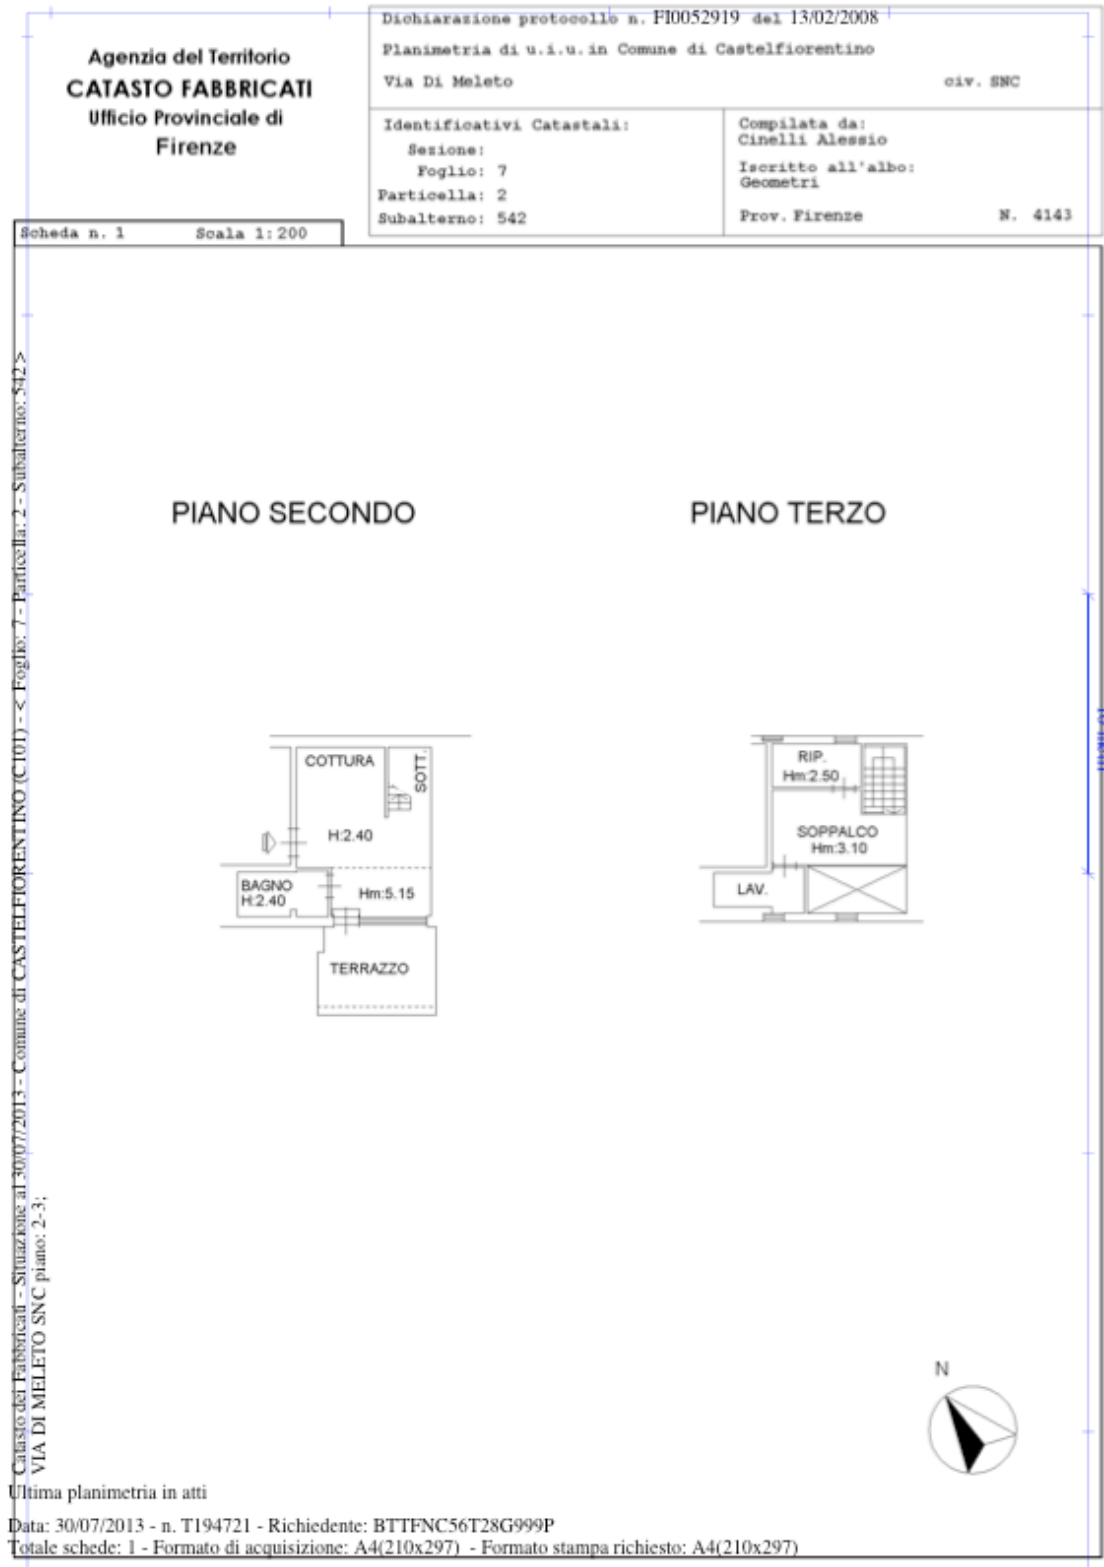 Agenzia del Territorio
CATASTO FABBRICATI
Ufficio Provinciale di
Firenze
Dichiarazione protocollo n. FI0052919 del 13/02/2008
Planimetria di u.i.u. in Comune di Castelfiorentino
Via Di Meleto civ. SNC
Identificativi Catastali:
Sezione:
Foglio: 7
Particella: 2
Subalterno: 542
Compilata da:
Cinelli Alessio
Iscritto all'albo:
Geometri
Prov. Firenze N. 4143
Scheda n. 1 Scala 1:200
PIANO SECONDO
PIANO TERZO
COTTURA
SOTT.
H:2.40
BAGNO
H:2.40
Hm:5.15
TERRAZZO
RIP.
Hm:2.50
SOPPALCO
Hm:3.10
LAV.
N
Catasto dei Fabbricati - Situazione al 30/07/2013 - Comune di CASTELFIORENTINO (C101) - < Foglio: 7 - Particella: 2 - Subalterno: 542 >
VIA DI MELETO SNC piano: 2-3;
10 metri
Ultima planimetria in atti
Data: 30/07/2013 - n. T194721 - Richiedente: BTTFNC56T28G999P
Totale schede: 1 - Formato di acquisizione: A4(210x297) - Formato stampa richiesto: A4(210x297)